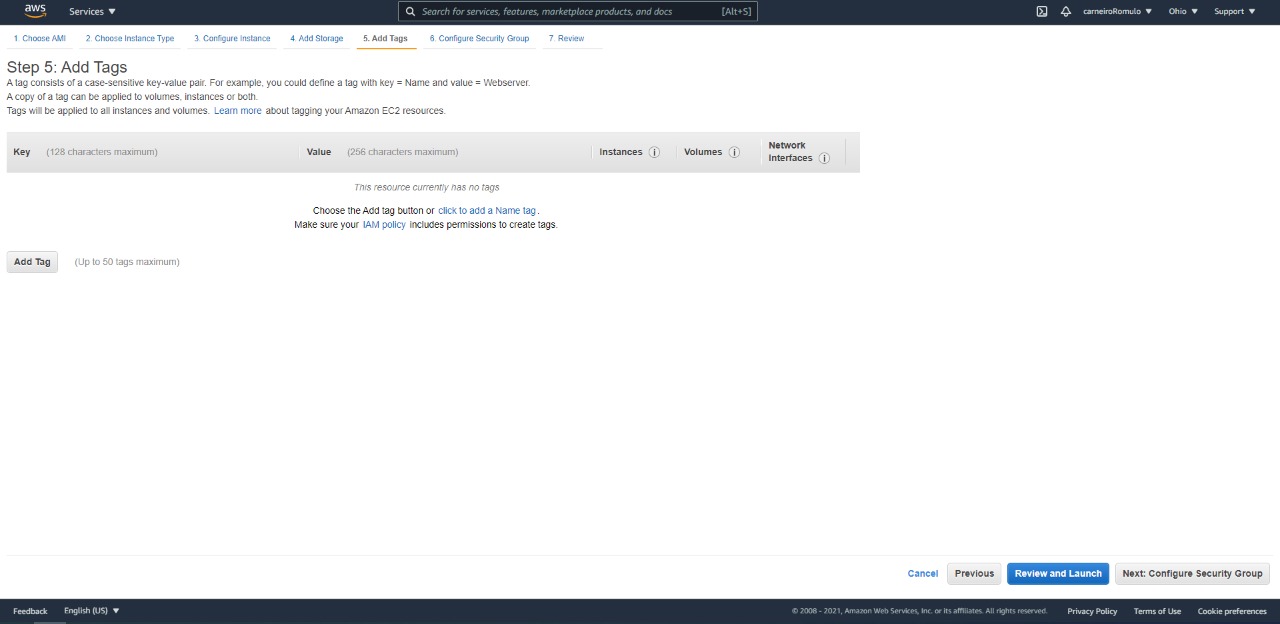 aws Services Search for services, features, marketplace products, and docs [Alt+S] carneiroRomulo Ohio Support
1. Choose AMI 2. Choose Instance Type 3. Configure Instance 4. Add Storage 5. Add Tags 6. Configure Security Group 7. Review
Step 5: Add Tags
A tag consists of a case-sensitive key-value pair. For example, you could define a tag with key = Name and value = Webserver.
A copy of a tag can be applied to volumes, instances or both.
Tags will be applied to all instances and volumes. Learn more about tagging your Amazon EC2 resources.
Key (128 characters maximum) Value (256 characters maximum) Instances i Volumes i Network
Interfaces i
This resource currently has no tags
Choose the Add tag button or click to add a Name tag.
Make sure your IAM policy includes permissions to create tags.
Add Tag (Up to 50 tags maximum)
Cancel Previous Review and Launch Next: Configure Security Group
Feedback English (US) © 2008 - 2021, Amazon Web Services, Inc. or its affiliates. All rights reserved. Privacy Policy Terms of Use Cookie preferences